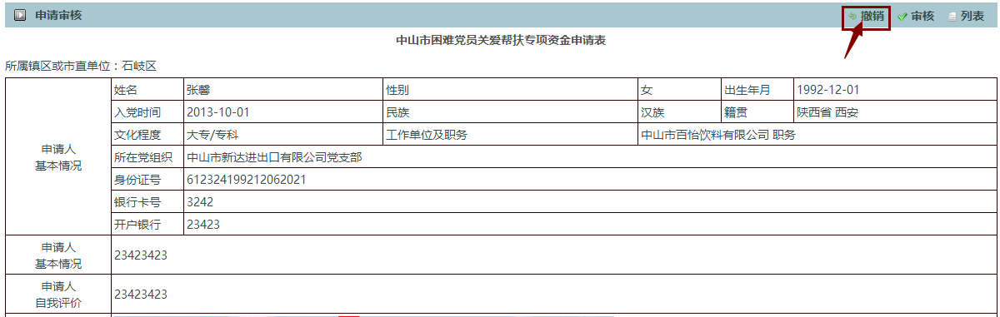 申请审核
撤销 审核 列表
中山市困难党员关爱帮扶专项资金申请表
所属镇区或市直单位：石岐区
申请人
基本情况
姓名 张馨 性别 女 出生年月 1992-12-01
入党时间 2013-10-01 民族 汉族 籍贯 陕西省 西安
文化程度 大专/专科 工作单位及职务 中山市百怡饮料有限公司 职务
所在党组织 中山市新达进出口有限公司党支部
身份证号 612324199212062021
银行卡号 3242
开户银行 23423
申请人
基本情况
23423423
申请人
自我评价
23423423